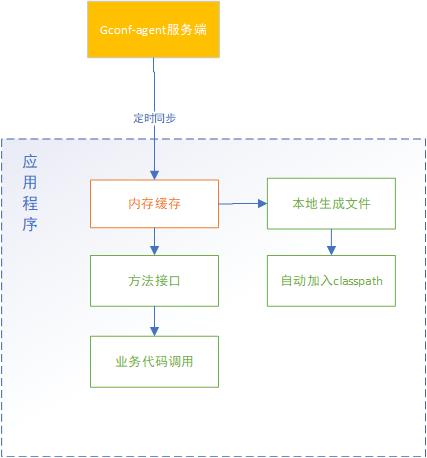 Gconf-agent服务端
定时同步
应用程序
内存缓存
本地生成文件
方法接口
自动加入classpath
业务代码调用